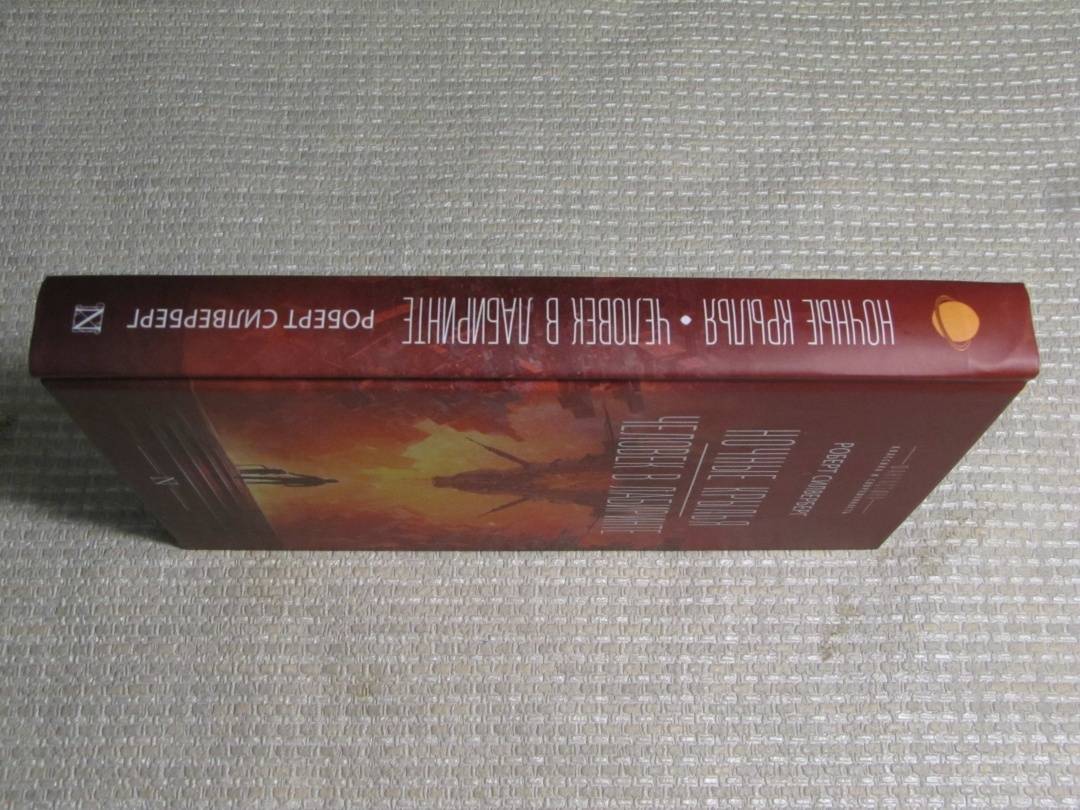 НОЧНЫЕ КРЫЛЬЯ • ЧЕЛОВЕК В ЛАБИРИНТЕ РОБЕРТ СИЛВЕРБЕРГ
N
РОБЕРТ СИЛВЕРБЕРГ
НОЧНЫЕ КРЫЛЬЯ
ЧЕЛОВЕК В ЛАБИРИНТЕ
N